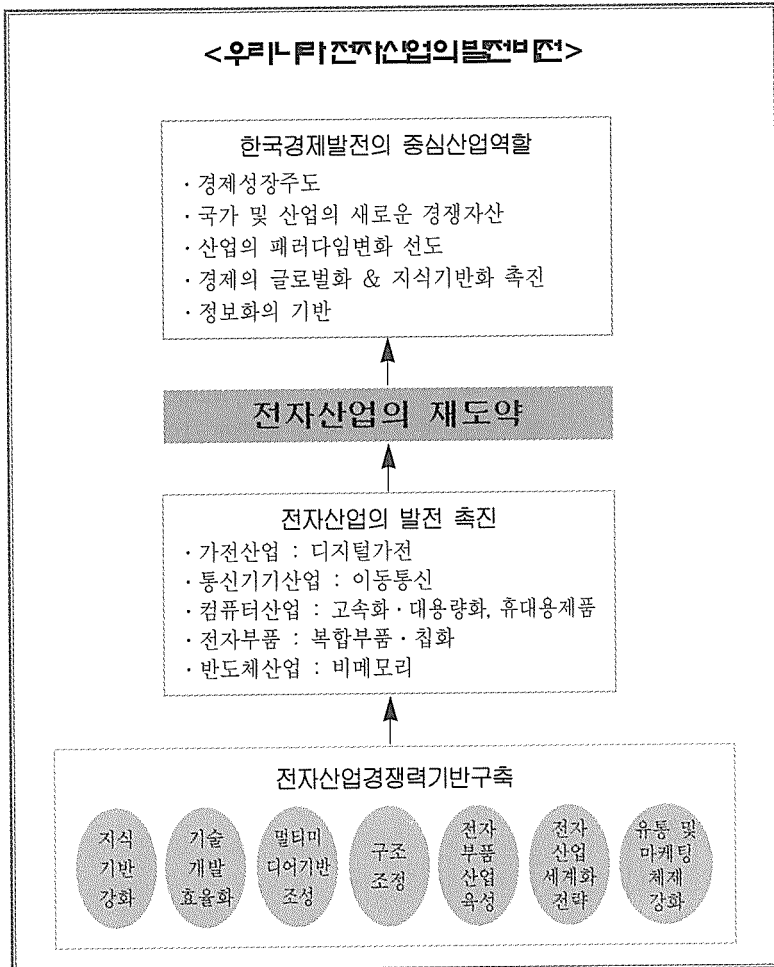 <우리나라 전자산업의 발전비전>
한국경제발전의 중심산업역할
· 경제성장주도
· 국가 및 산업의 새로운 경쟁자산
· 산업의 패러다임변화 선도
· 경제의 글로벌화 & 지식기반화 촉진
· 정보화의 기반
전자산업의 재도약
전자산업의 발전 촉진
· 가전산업 : 디지털가전
· 통신기기산업 : 이동통신
· 컴퓨터산업 : 고속화 · 대용량화, 휴대용제품
· 전자부품 : 복합부품 · 칩화
· 반도체산업 : 비메모리
전자산업경쟁력기반구축
지식
기반
강화
기술
개발
효율화
멀티미
디어기반
조성
구조
조정
전자
부품
산업
육성
전자
산업
세계화
전략
유통 및
마케팅
체제
강화